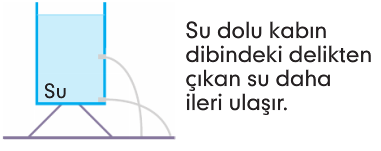 Su
Su dolu kabın
dibindeki delikten
çıkan su daha
ileri ulaşır.